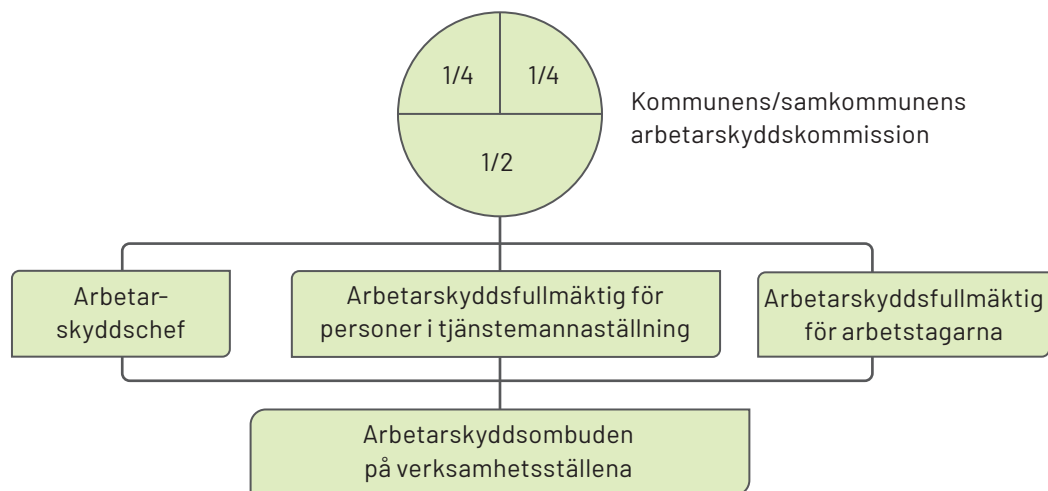 1/4
1/4
1/2
Kommunens/samkommunens
arbetarskyddskommission
Arbetar-
skyddschef
Arbetarskyddsfullmäktig för
personer i tjänstemannaställning
Arbetarskyddsfullmäktig
för arbetstagarna
Arbetarskyddsombuden
på verksamhetsställena